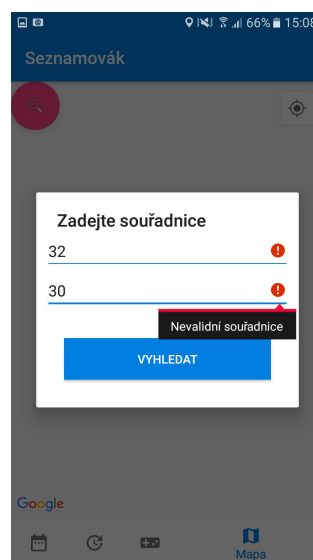 66% 15:08
Seznamovák
Zadejte souřadnice
32
30
Nevalidní souřadnice
VYHLEDAT
Google
Mapa